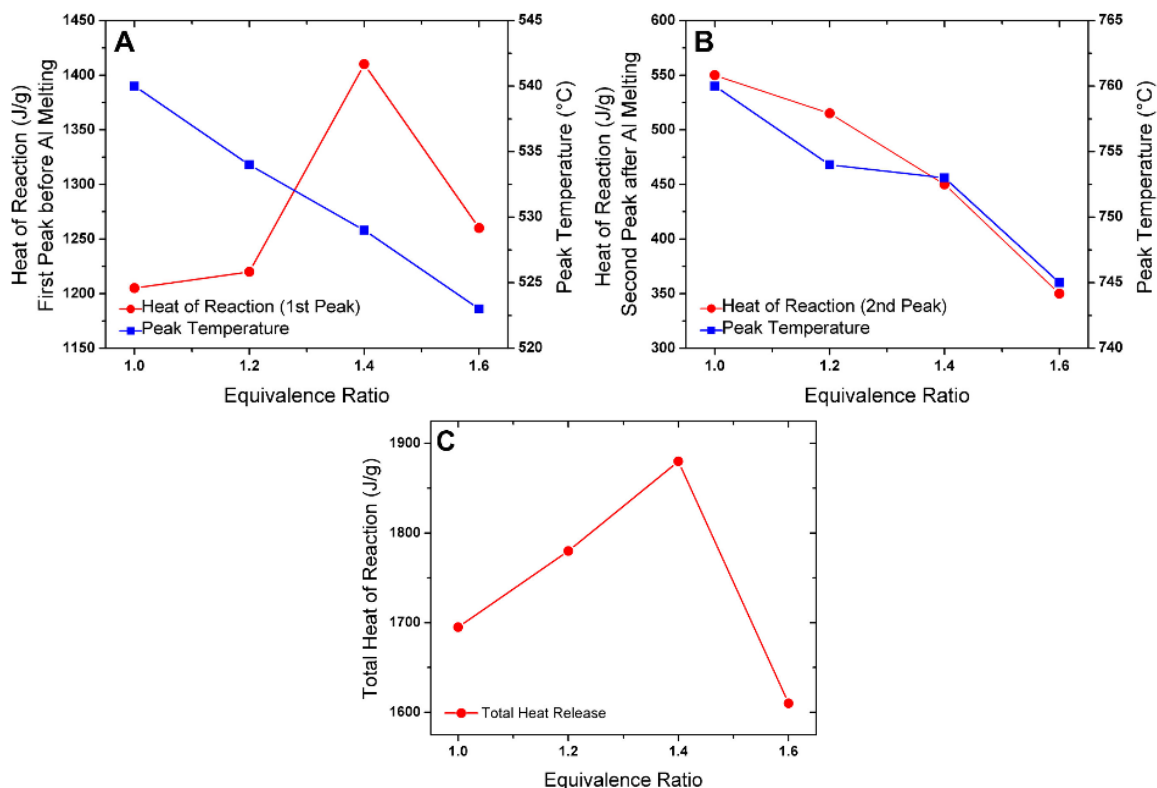 A
Heat of Reaction (J/g)
First Peak before Al Melting
1450
1400
1350
1300
1250
1200
1150
545
540
535
530
525
520
Peak Temperature (°C)
Heat of Reaction (1st Peak)
Peak Temperature
1.0 1.2 1.4 1.6
Equivalence Ratio
B
Heat of Reaction (J/g)
Second Peak after Al Melting
600
550
500
450
400
350
300
765
760
755
750
745
740
Peak Temperature (°C)
Heat of Reaction (2nd Peak)
Peak Temperature
1.0 1.2 1.4 1.6
Equivalence Ratio
C
Total Heat of Reaction (J/g)
1900
1800
1700
1600
Total Heat Release
1.0 1.2 1.4 1.6
Equivalence Ratio